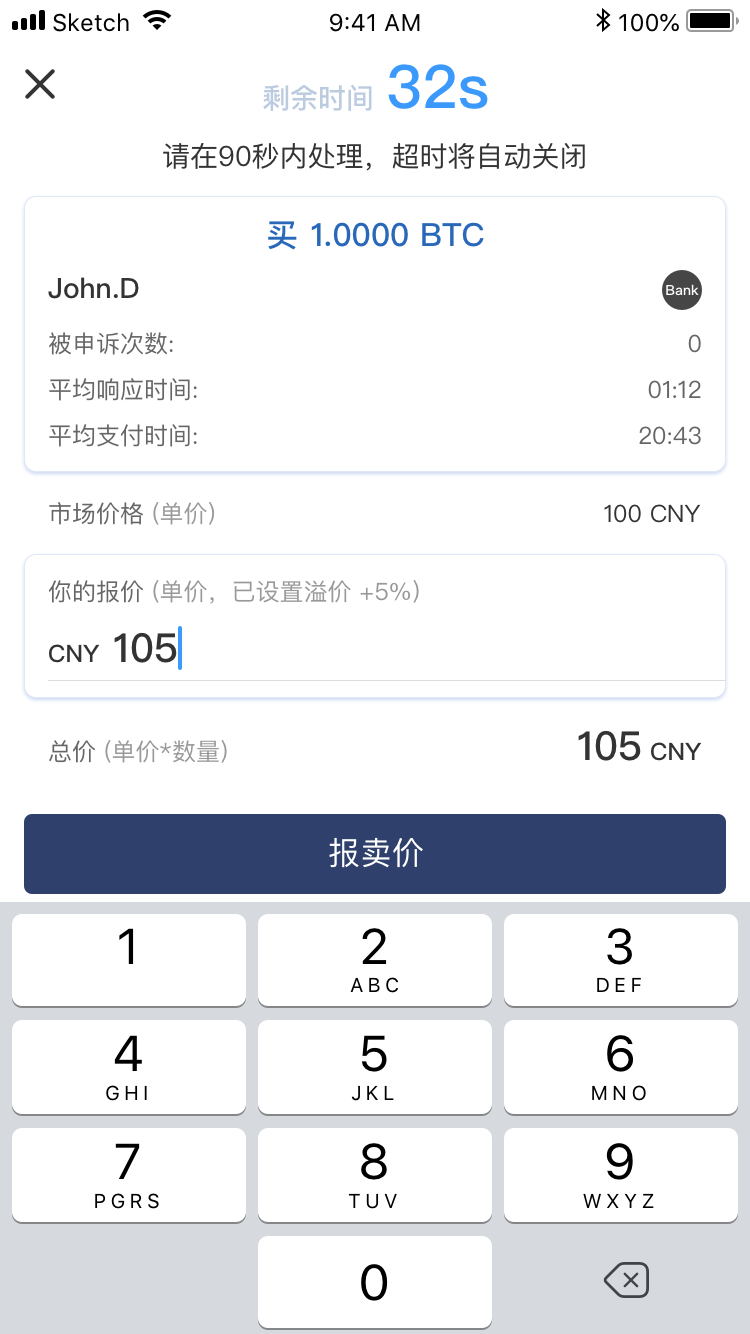 Sketch 9:41 AM 100%
剩余时间 32s
请在90秒内处理，超时将自动关闭
买 1.0000 BTC
John.D Bank
被申诉次数: 0
平均响应时间: 01:12
平均支付时间: 20:43
市场价格 (单价) 100 CNY
你的报价 (单价，已设置溢价 +5%)
CNY 105
总价 (单价*数量) 105 CNY
报卖价
1 2 3
ABC DEF
4 5 6
GHI JKL MNO
7 8 9
PGRS TUV WXYZ
0